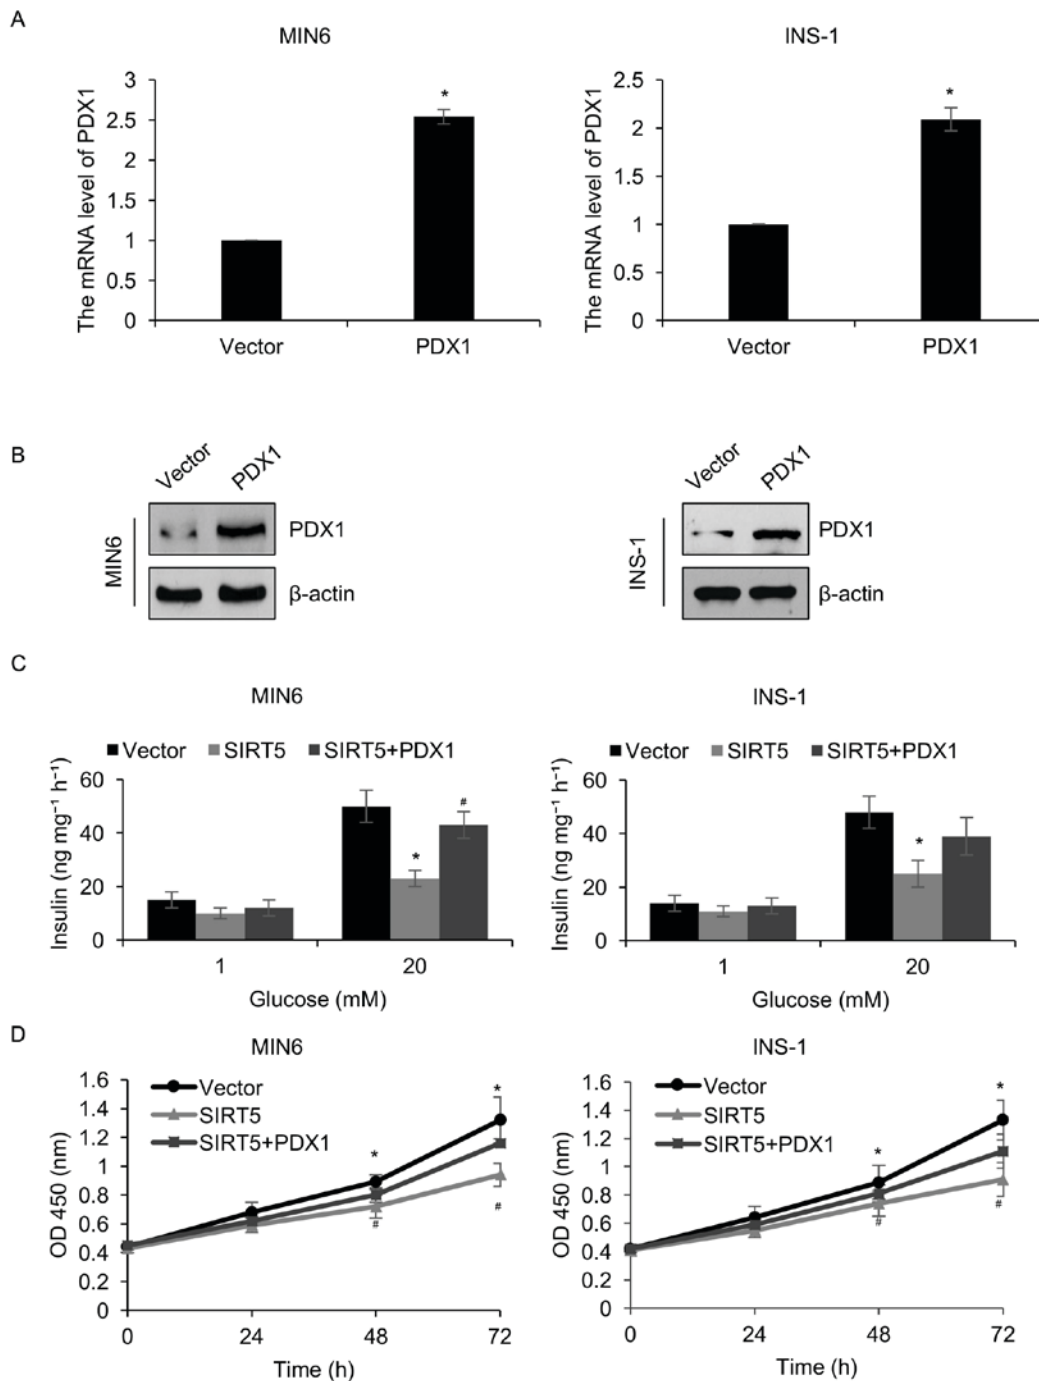 A
MIN6
INS-1
The mRNA level of PDX1
3
2.5
2
1.5
1
0.5
0
*
Vector
PDX1
The mRNA level of PDX1
2.5
2
1.5
1
0.5
0
*
Vector
PDX1
B
Vector
PDX1
MIN6
PDX1
β-actin
Vector
PDX1
INS-1
PDX1
β-actin
C
MIN6
Vector SIRT5 SIRT5+PDX1
Insulin (ng mg⁻¹ h⁻¹)
60
40
20
0
*
#
1
20
Glucose (mM)
INS-1
Vector SIRT5 SIRT5+PDX1
Insulin (ng mg⁻¹ h⁻¹)
60
40
20
0
*
1
20
Glucose (mM)
D
MIN6
Vector
SIRT5
SIRT5+PDX1
OD 450 (nm)
1.6
1.4
1.2
1
0.8
0.6
0.4
0.2
0
*
*
#
#
0
24
48
72
Time (h)
INS-1
Vector
SIRT5
SIRT5+PDX1
OD 450 (nm)
1.6
1.4
1.2
1
0.8
0.6
0.4
0.2
0
*
*
#
#
0
24
48
72
Time (h)